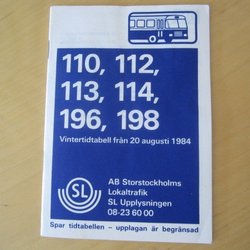 110, 112,
113, 114,
196, 198
Vintertidtabell från 20 augusti 1984
SL
AB Storstockholms
Lokaltrafik
SL Upplysningen
08-23 60 00
Spar tidtabellen – upplagan är begränsad